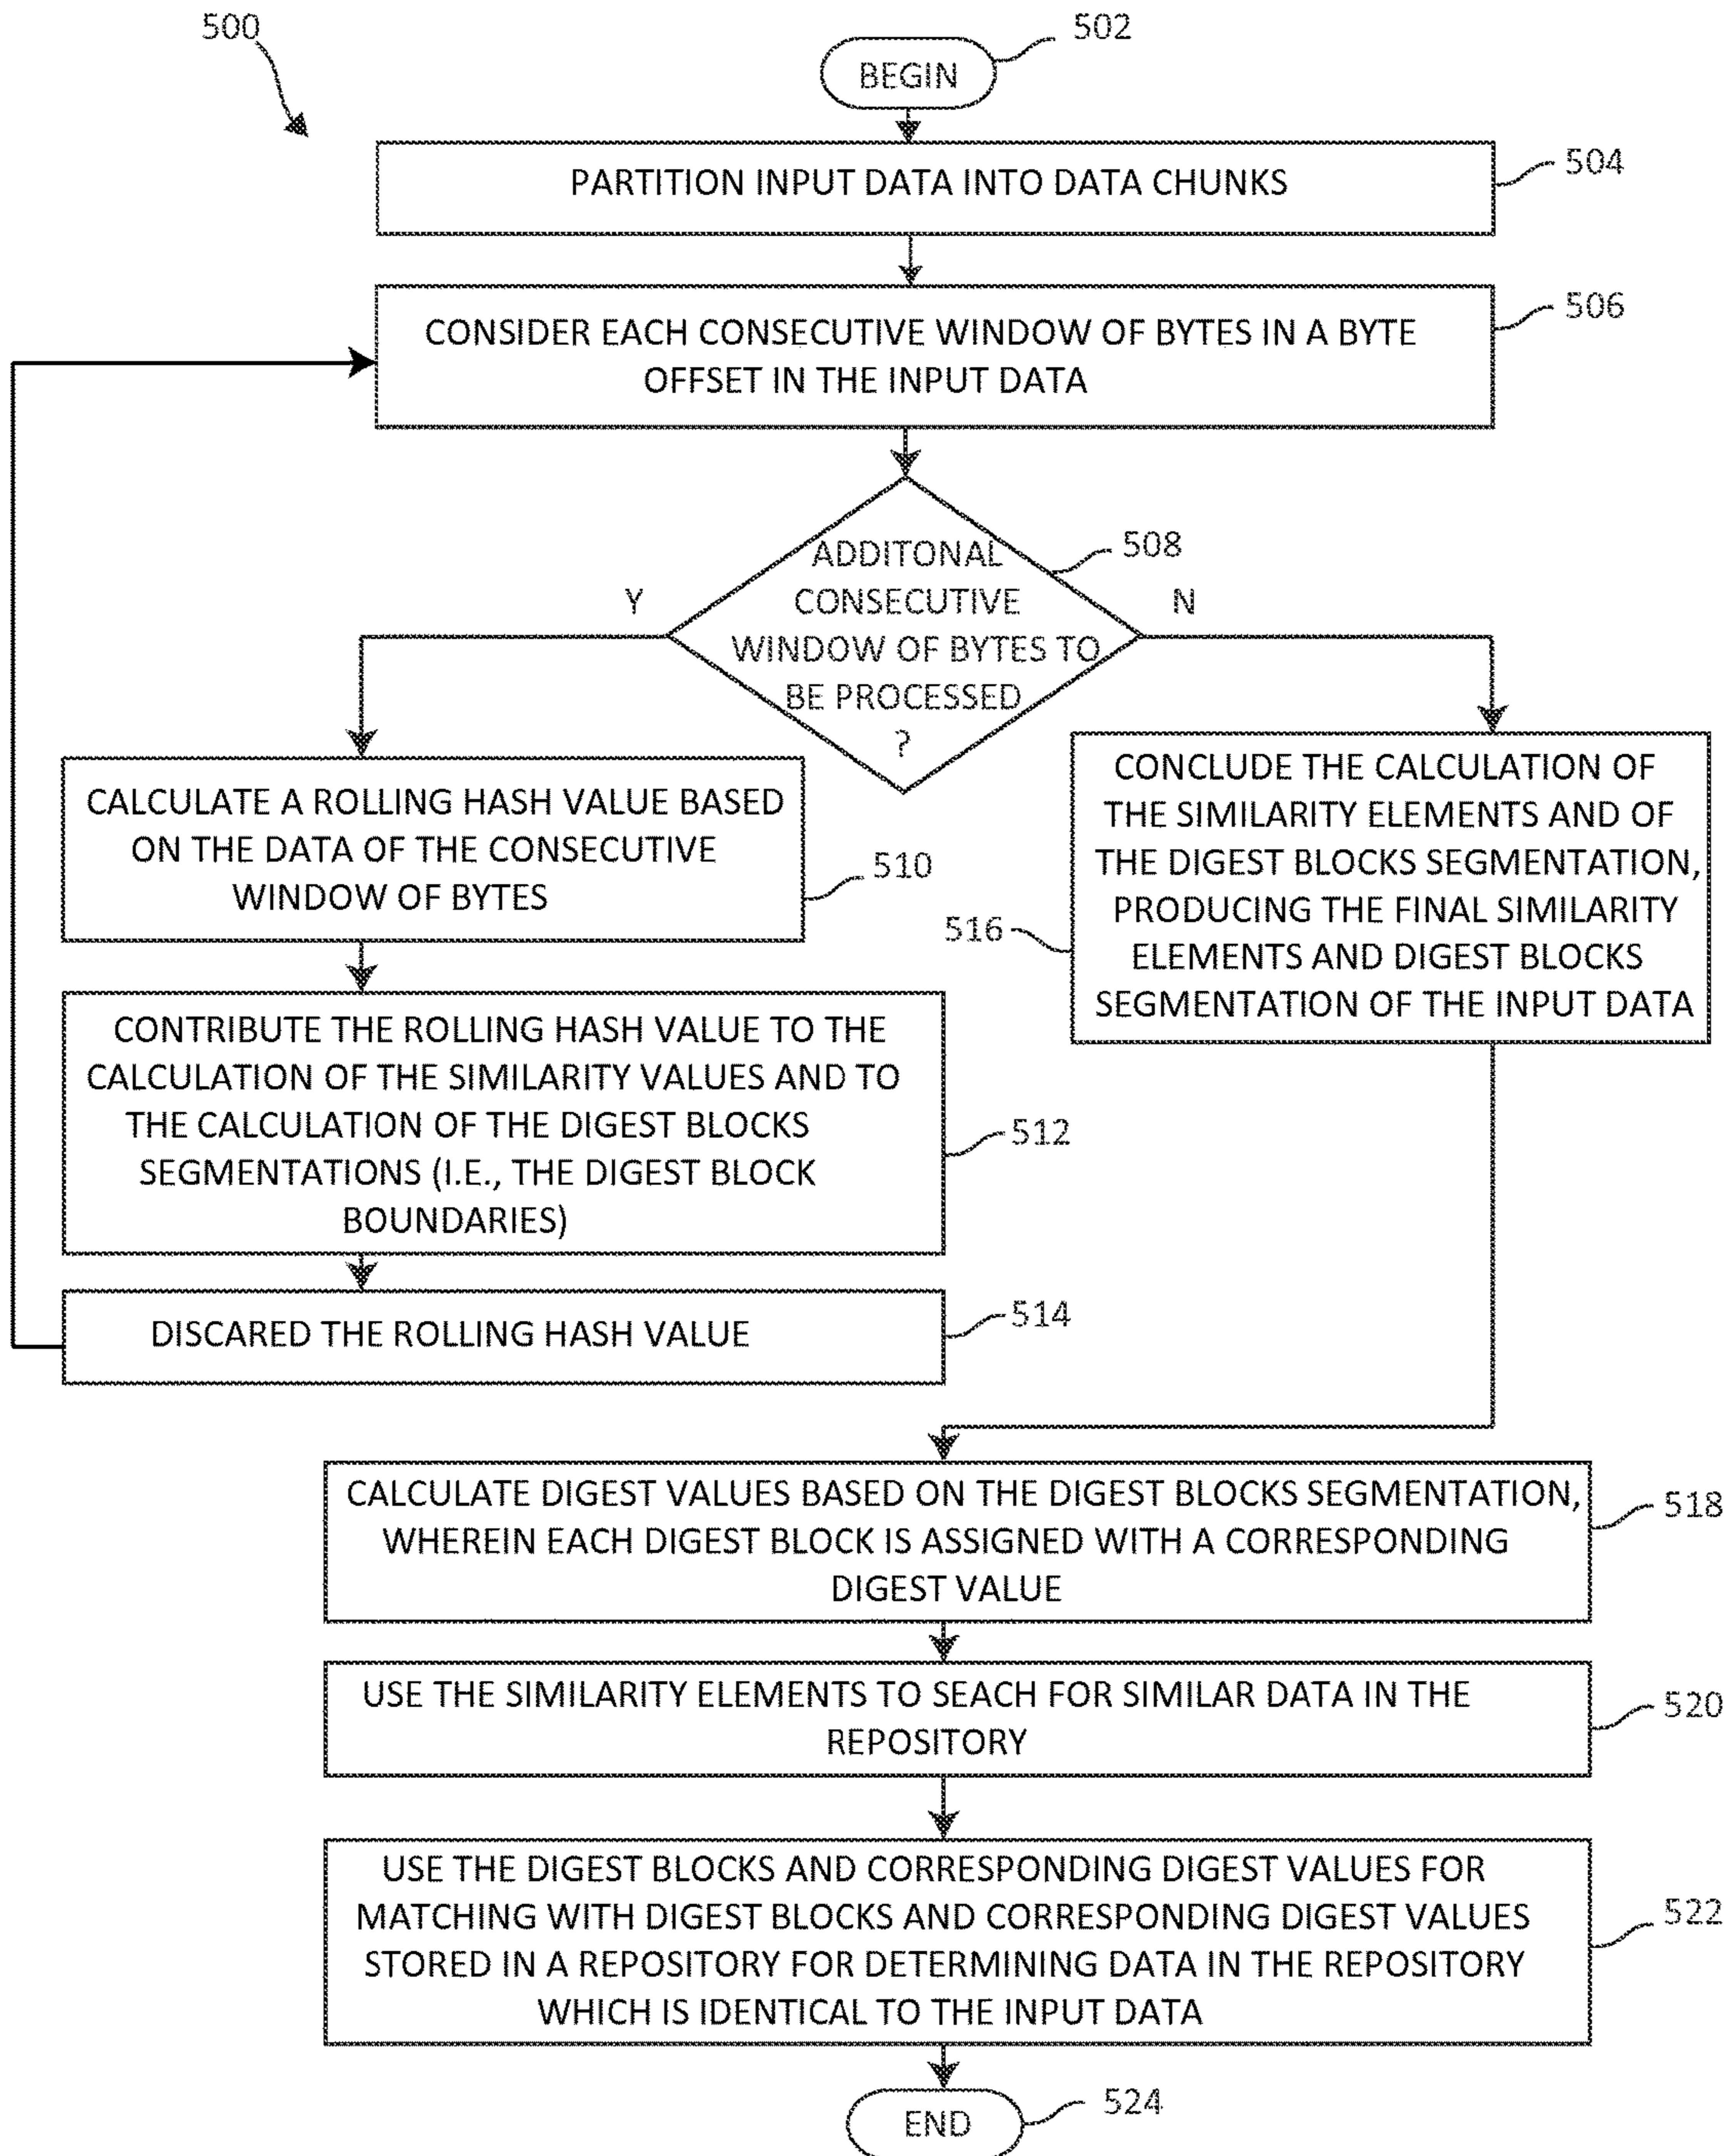 500
502
BEGIN
PARTITION INPUT DATA INTO DATA CHUNKS
504
CONSIDER EACH CONSECUTIVE WINDOW OF BYTES IN A BYTE
OFFSET IN THE INPUT DATA
506
ADDITONAL
CONSECUTIVE
WINDOW OF BYTES TO
BE PROCESSED
?
508
Y
N
CALCULATE A ROLLING HASH VALUE BASED
ON THE DATA OF THE CONSECUTIVE
WINDOW OF BYTES
510
CONTRIBUTE THE ROLLING HASH VALUE TO THE
CALCULATION OF THE SIMILARITY VALUES AND TO
THE CALCULATION OF THE DIGEST BLOCKS
SEGMENTATIONS (I.E., THE DIGEST BLOCK
BOUNDARIES)
512
DISCARED THE ROLLING HASH VALUE
514
CONCLUDE THE CALCULATION OF
THE SIMILARITY ELEMENTS AND OF
THE DIGEST BLOCKS SEGMENTATION,
PRODUCING THE FINAL SIMILARITY
ELEMENTS AND DIGEST BLOCKS
SEGMENTATION OF THE INPUT DATA
516
CALCULATE DIGEST VALUES BASED ON THE DIGEST BLOCKS SEGMENTATION,
WHEREIN EACH DIGEST BLOCK IS ASSIGNED WITH A CORRESPONDING
DIGEST VALUE
518
USE THE SIMILARITY ELEMENTS TO SEACH FOR SIMILAR DATA IN THE
REPOSITORY
520
USE THE DIGEST BLOCKS AND CORRESPONDING DIGEST VALUES FOR
MATCHING WITH DIGEST BLOCKS AND CORRESPONDING DIGEST VALUES
STORED IN A REPOSITORY FOR DETERMINING DATA IN THE REPOSITORY
WHICH IS IDENTICAL TO THE INPUT DATA
522
END
524